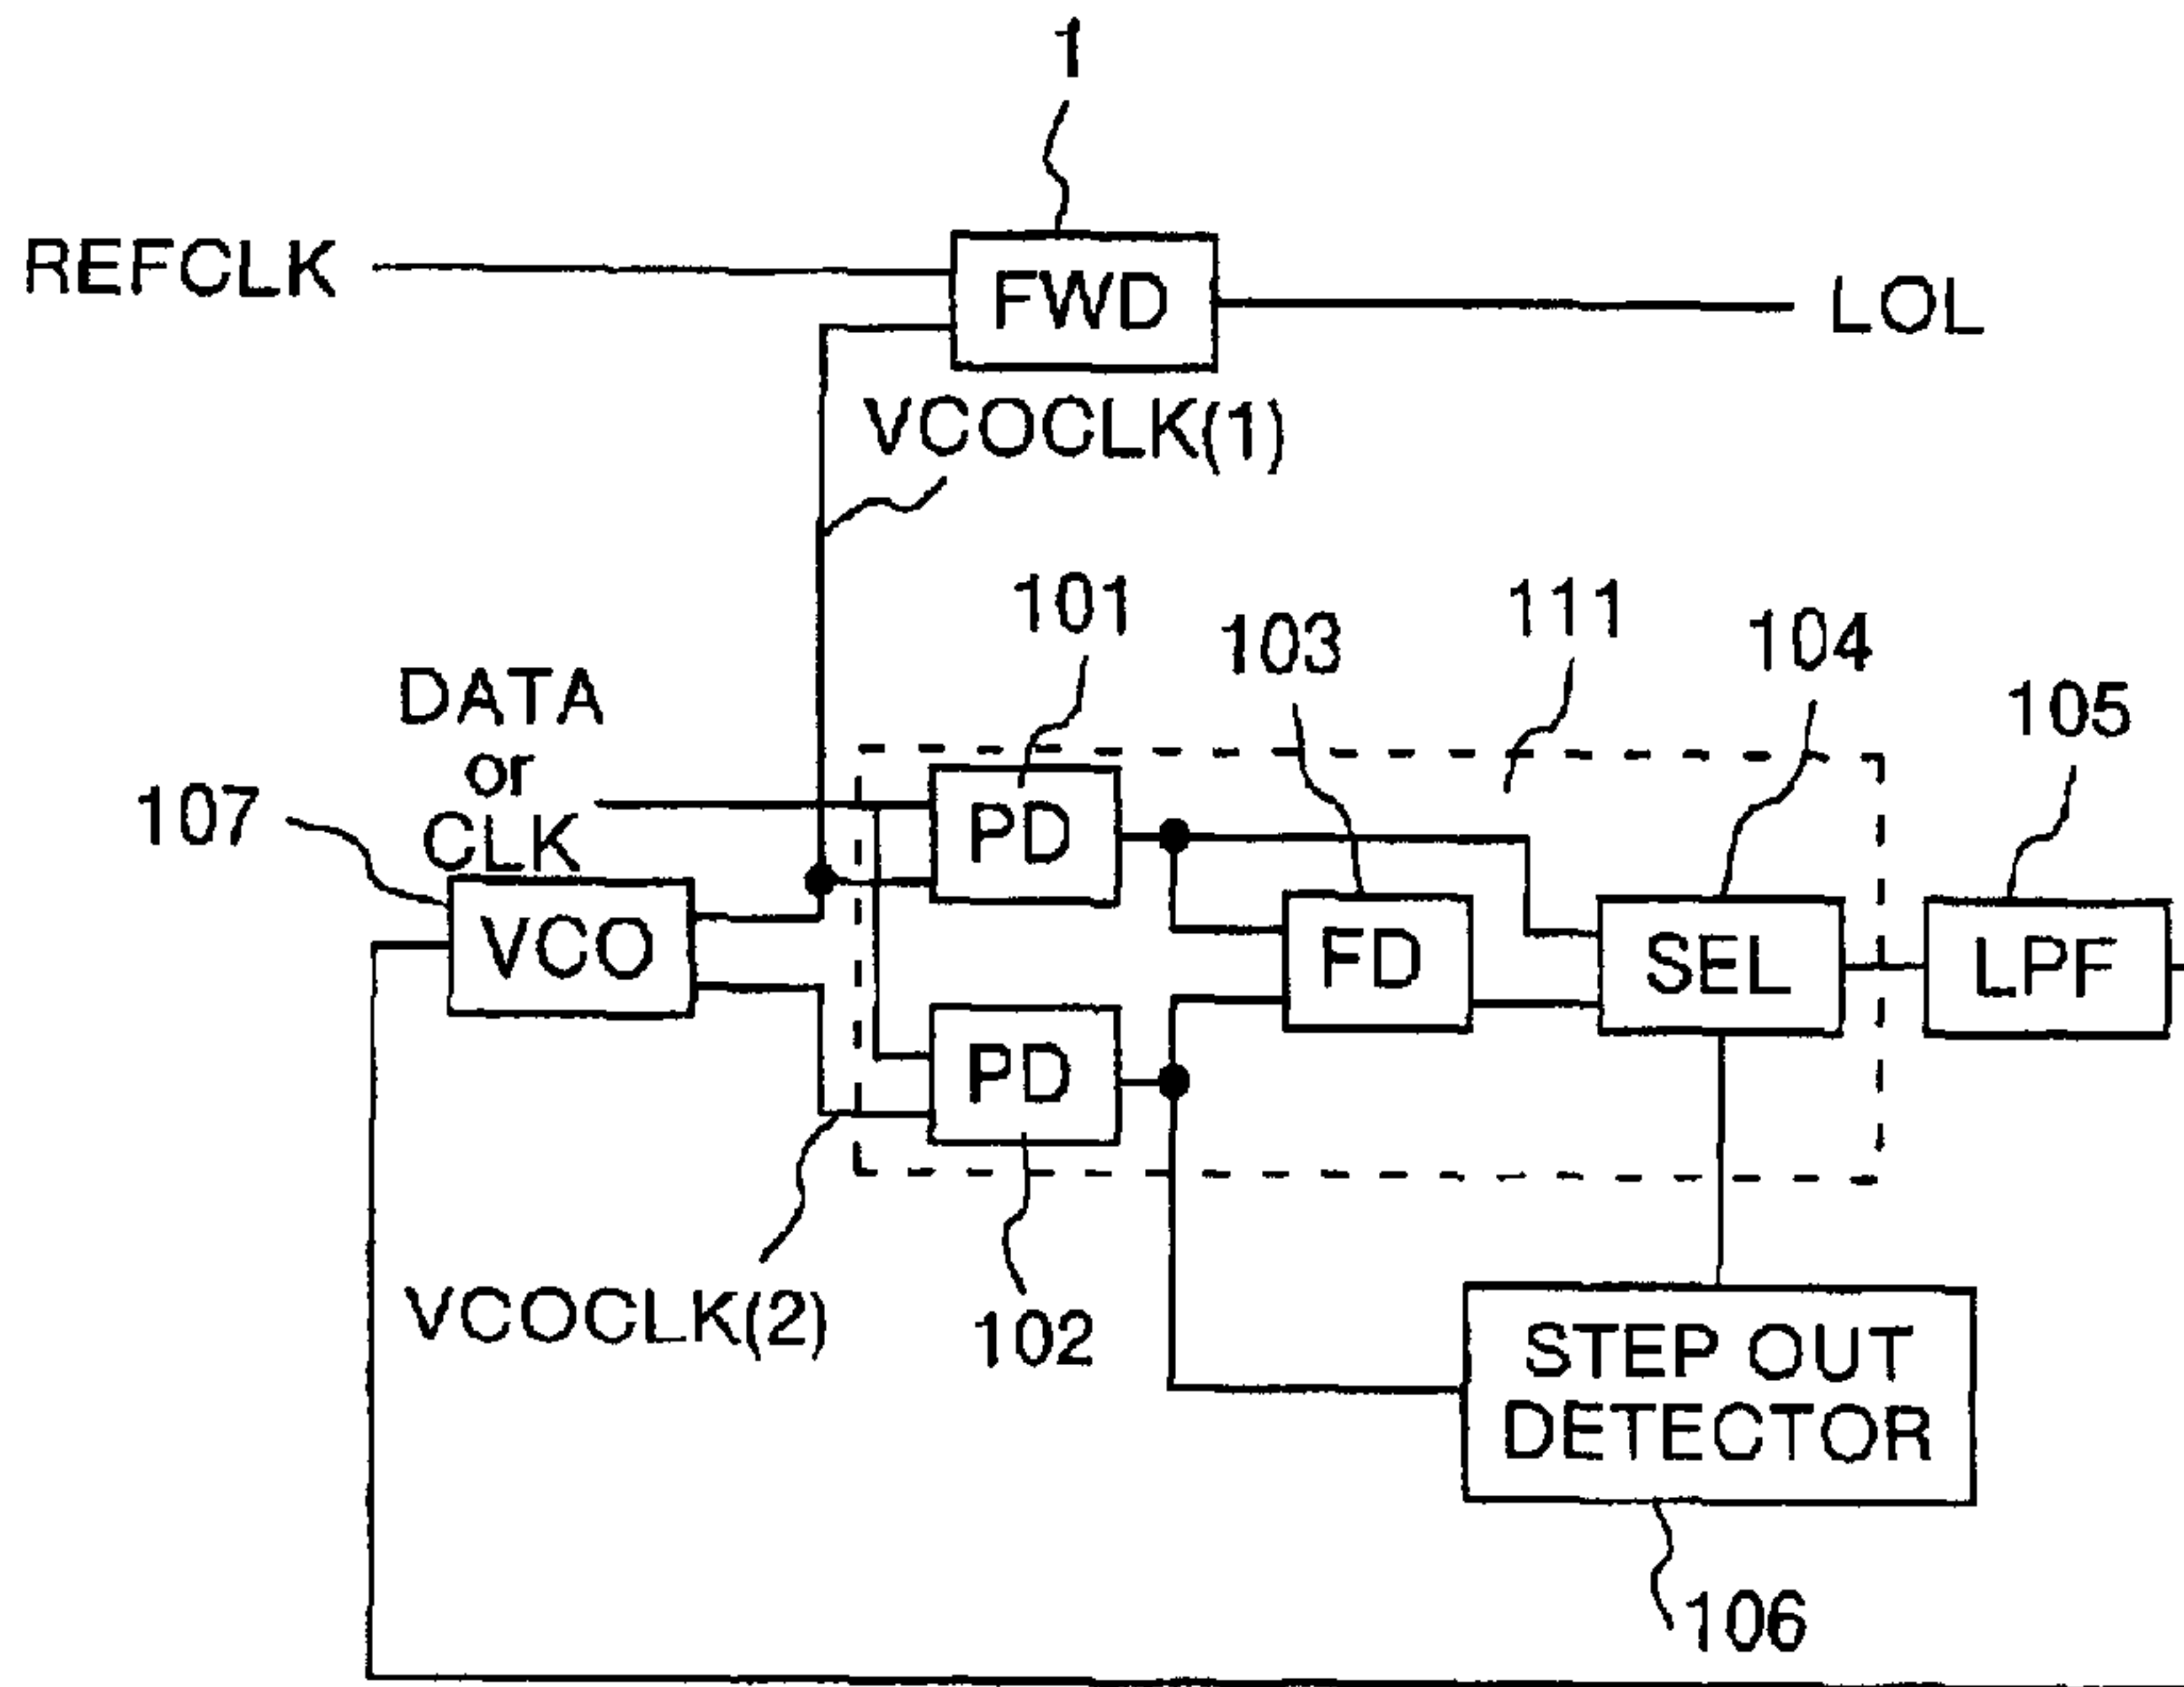 1
REFCLK
FWD
LOL
VCOCLK(1)
101
103
111
104
105
DATA
or
CLK
107
PD
VCO
FD
SEL
LPF
PD
VCOCLK(2)
102
STEP OUT
DETECTOR
106